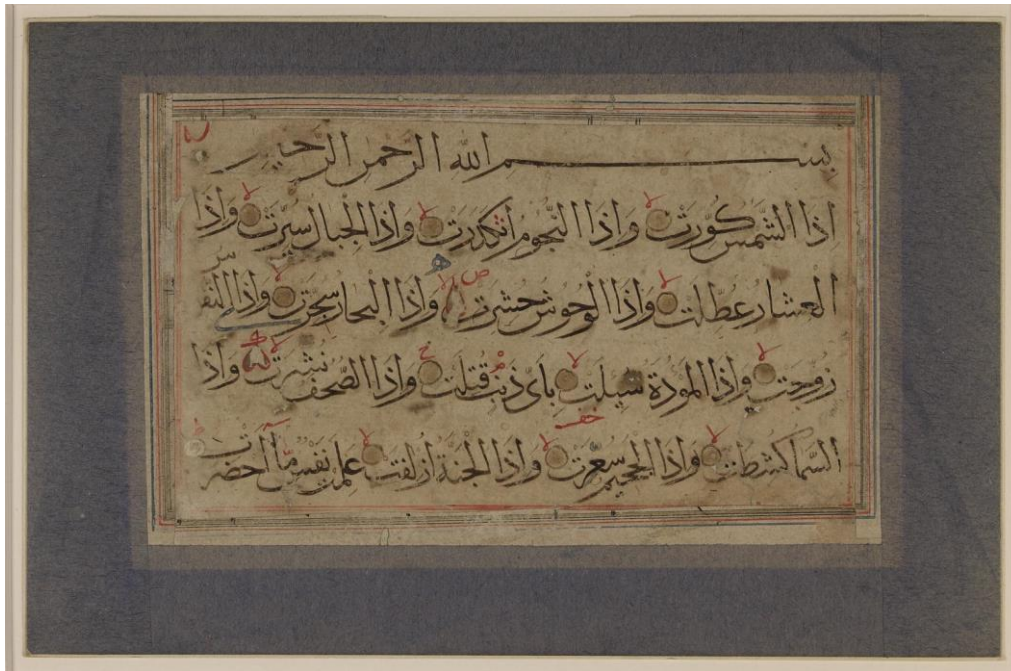 بسم الله الرحمن الرحيم
اذا الشمس كورت واذا النجوم انكدرت واذا الجبال سيرت واذا
العشار عطلت واذا الوحوش حشرت واذا البحار سجرت واذا النفو
س
زوجت واذا الموءدة سيلت باى ذنب قتلت واذا الصحف نشرت واذا
السما كشطت واذا الجحيم سعرت واذا الجنة ازلفت علمت نفس ما احضرت